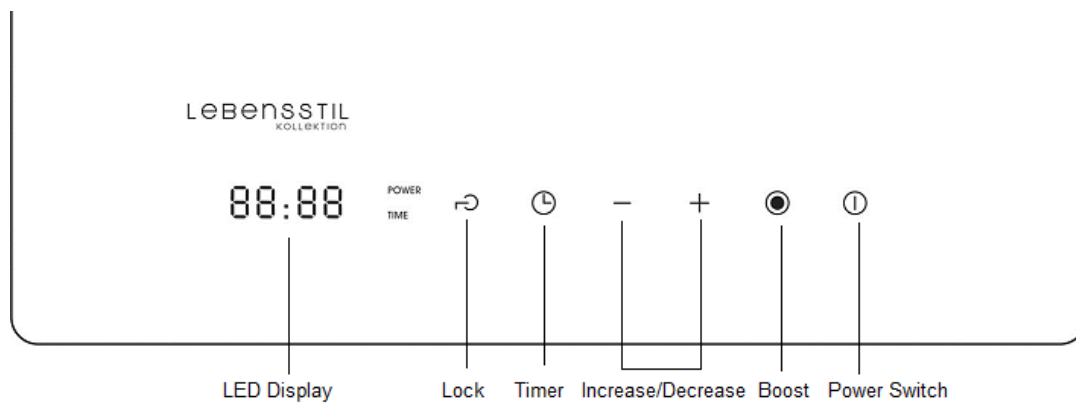 LeBenSSTIL
KOLLeKTIOn
88:88
POWER
TIME
− +
LED Display Lock Timer Increase/Decrease Boost Power Switch